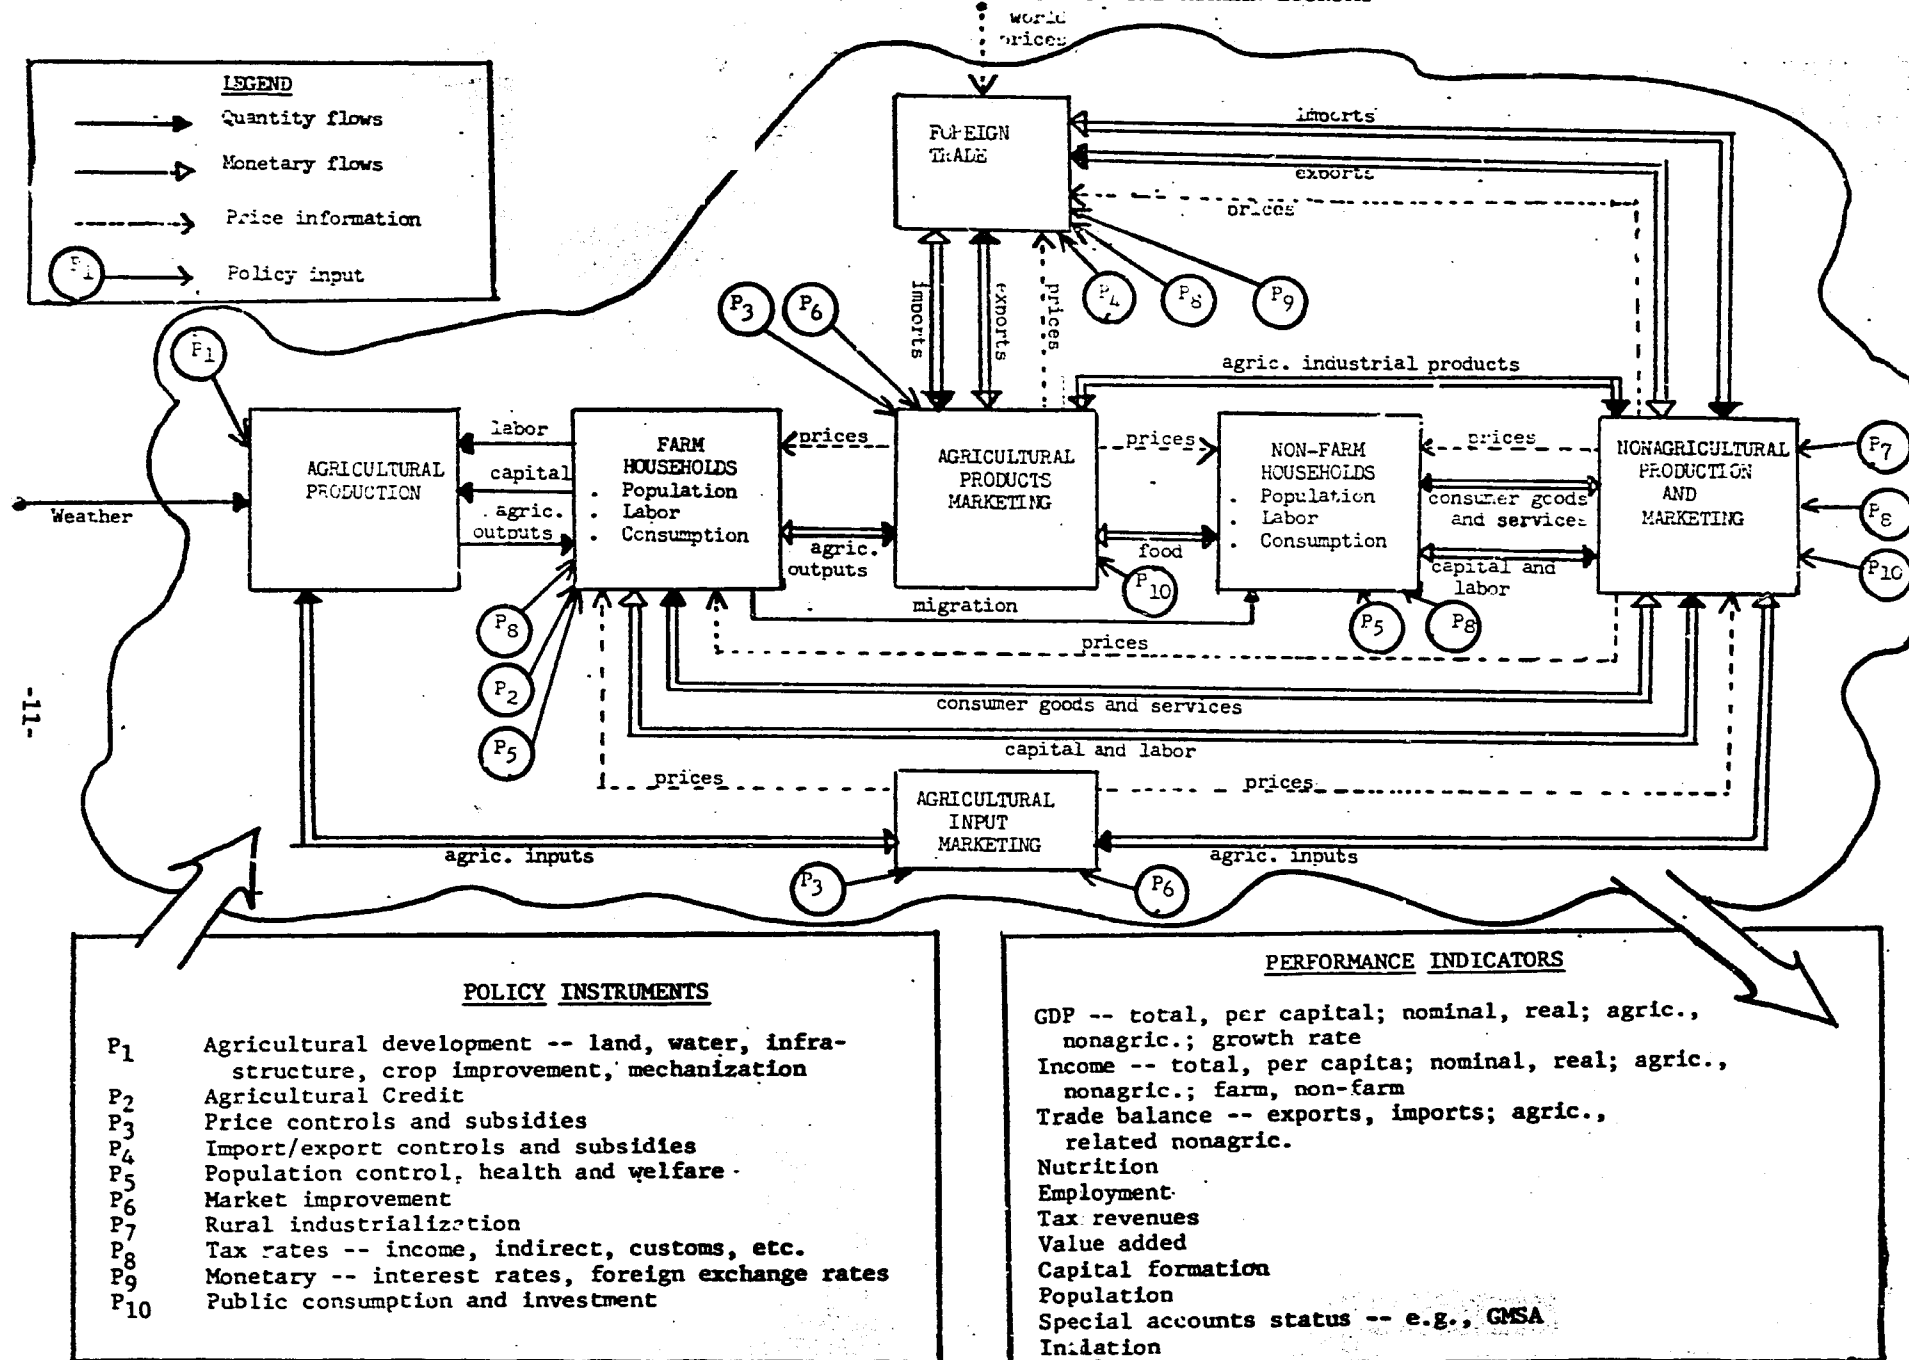 world
prices
LEGEND
Quantity flows
Monetary flows
Price information
P1 Policy input
FOREIGN
TRADE
imports
exports
prices
imports
exports
prices
P4
P8
P9
P3
P6
P1
agric. industrial products
labor
capital
agric.
outputs
AGRICULTURAL
PRODUCTION
Weather
FARM
HOUSEHOLDS
. Population
. Labor
. Consumption
prices
agric.
outputs
AGRICULTURAL
PRODUCTS
MARKETING
prices
food
NON-FARM
HOUSEHOLDS
. Population
. Labor
. Consumption
prices
consumer goods
and services
capital and
labor
NONAGRICULTURAL
PRODUCTION
AND
MARKETING
P7
P8
P10
P10
P5
P8
P8
P2
P5
migration
prices
consumer goods and services
capital and labor
prices
prices
AGRICULTURAL
INPUT
MARKETING
agric. inputs
agric. inputs
P3
P6
-11-
POLICY INSTRUMENTS
P1 Agricultural development -- land, water, infra-
structure, crop improvement, mechanization
P2 Agricultural Credit
P3 Price controls and subsidies
P4 Import/export controls and subsidies
P5 Population control, health and welfare
P6 Market improvement
P7 Rural industrialization
P8 Tax rates -- income, indirect, customs, etc.
P9 Monetary -- interest rates, foreign exchange rates
P10 Public consumption and investment
PERFORMANCE INDICATORS
GDP -- total, per capital; nominal, real; agric.,
nonagric.; growth rate
Income -- total, per capita; nominal, real; agric.,
nonagric.; farm, non-farm
Trade balance -- exports, imports; agric.,
related nonagric.
Nutrition
Employment
Tax revenues
Value added
Capital formation
Population
Special accounts status -- e.g., GMSA